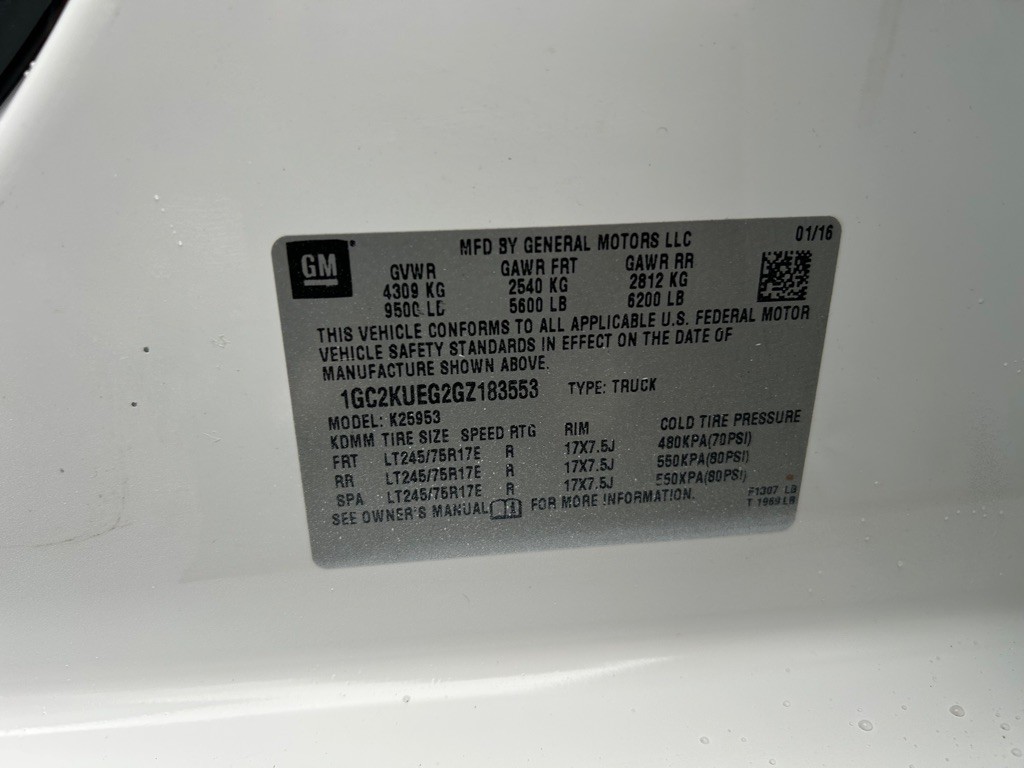 GM
MFD BY GENERAL MOTORS LLC 01/16
GVWR GAWR FRT GAWR RR
4309 KG 2540 KG 2812 KG
9500 LB 5600 LB 6200 LB
THIS VEHICLE CONFORMS TO ALL APPLICABLE U.S. FEDERAL MOTOR
VEHICLE SAFETY STANDARDS IN EFFECT ON THE DATE OF
MANUFACTURE SHOWN ABOVE.
1GC2KUEG2GZ183553 TYPE: TRUCK
MODEL: K25953
KDMM TIRE SIZE SPEED RTG RIM COLD TIRE PRESSURE
FRT LT245/75R17E R 17X7.5J 480KPA(70PSI)
RR LT245/75R17E R 17X7.5J 550KPA(80PSI)
SPA LT245/75R17E R 17X7.5J 550KPA(80PSI)
SEE OWNER'S MANUAL FOR MORE INFORMATION.